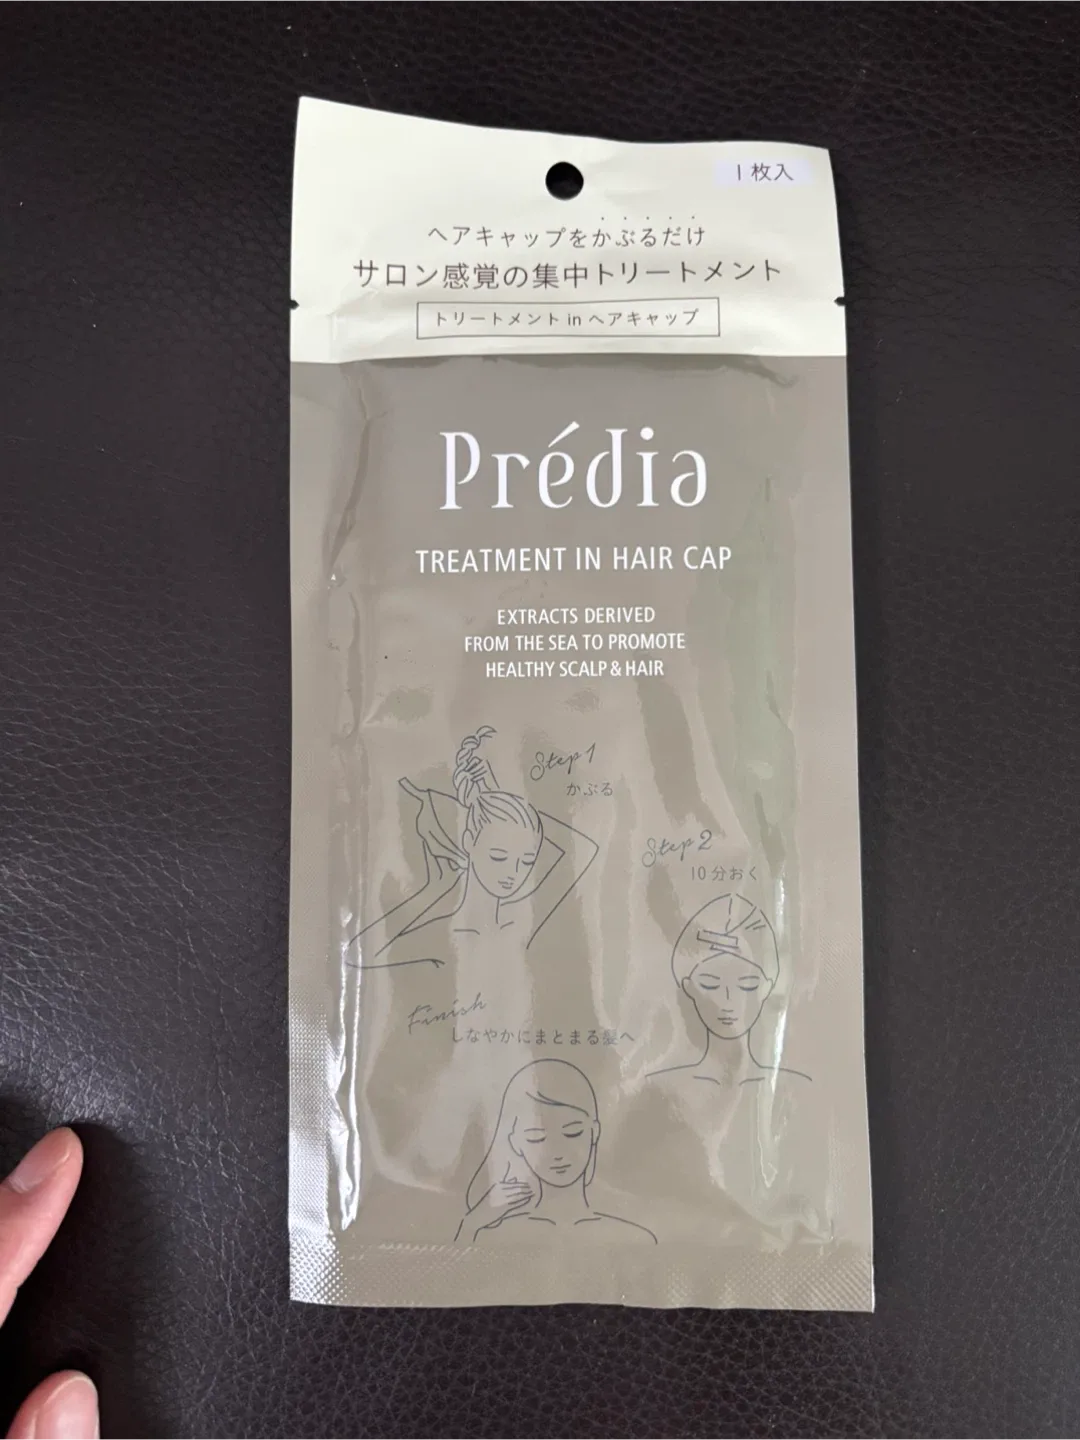 1枚入
ヘアキャップをかぶるだけ
サロン感覚の集中トリートメント
トリートメント in ヘアキャップ
Prédia
TREATMENT IN HAIR CAP
EXTRACTS DERIVED
FROM THE SEA TO PROMOTE
HEALTHY SCALP & HAIR
Step 1
かぶる
Step 2
10分おく
Finish
しなやかにまとまる髪へ